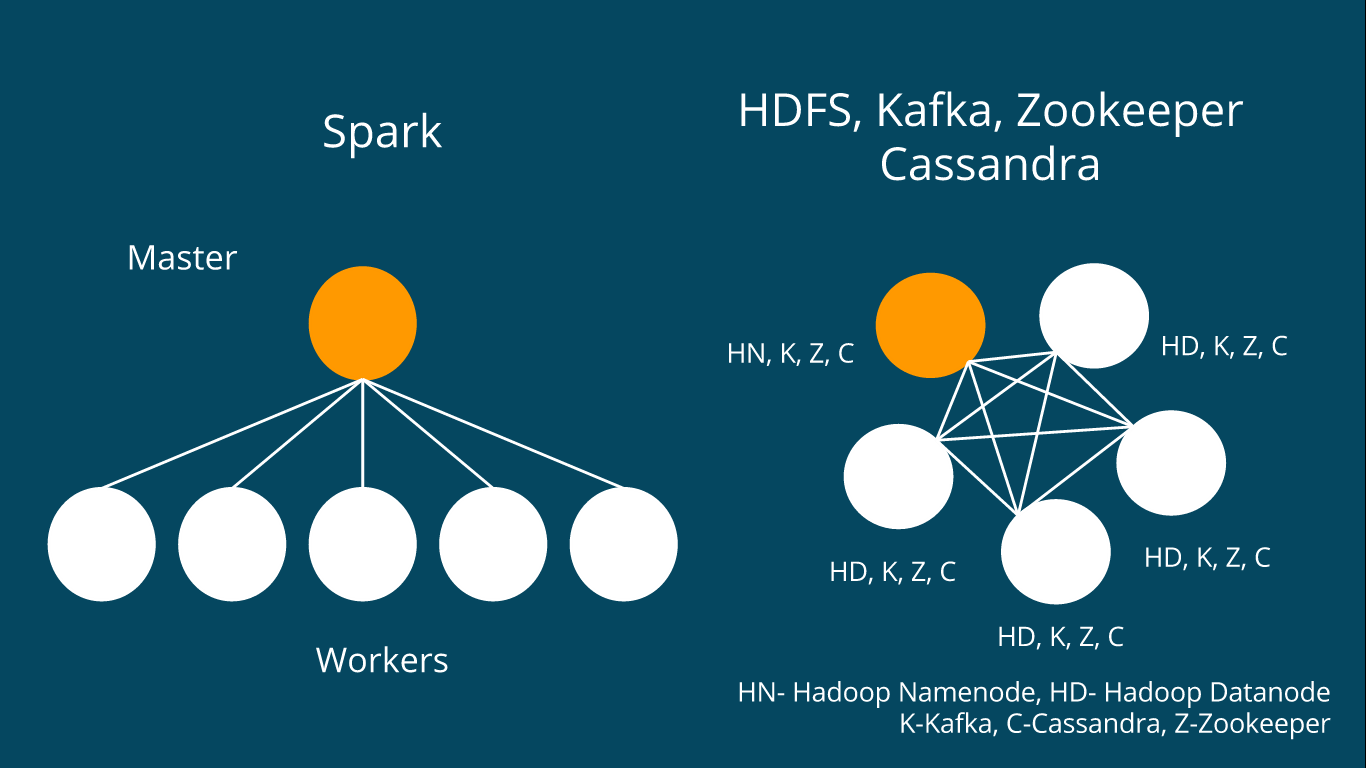 Spark
Master
Workers
HDFS, Kafka, Zookeeper
Cassandra
HN, K, Z, C
HD, K, Z, C
HD, K, Z, C
HD, K, Z, C
HD, K, Z, C
HN- Hadoop Namenode, HD- Hadoop Datanode
K-Kafka, C-Cassandra, Z-Zookeeper